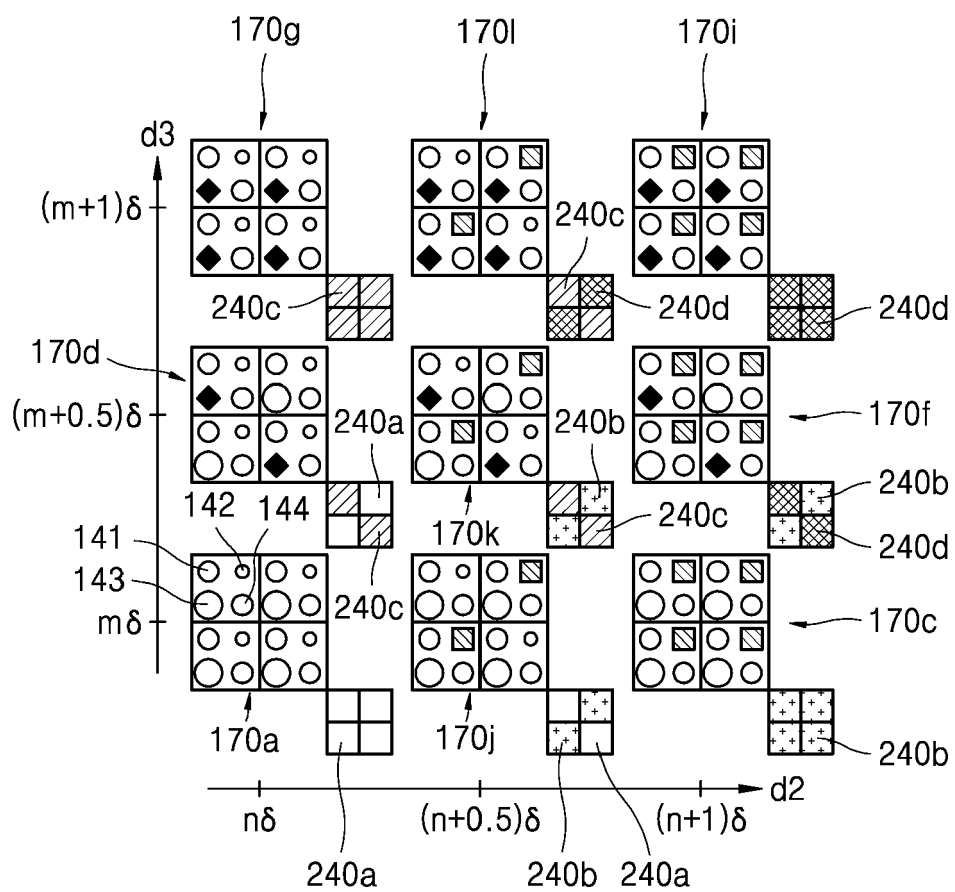 170g 170l 170i
d3
(m+1)δ
240c
240c 240d 240d
170d
(m+0.5)δ
170f
240a 240b
142 144 240b
141 170k 240c
240d
143 240c
mδ 170c
170a 170j 240b
d2
nδ (n+0.5)δ (n+1)δ
240a 240b 240a